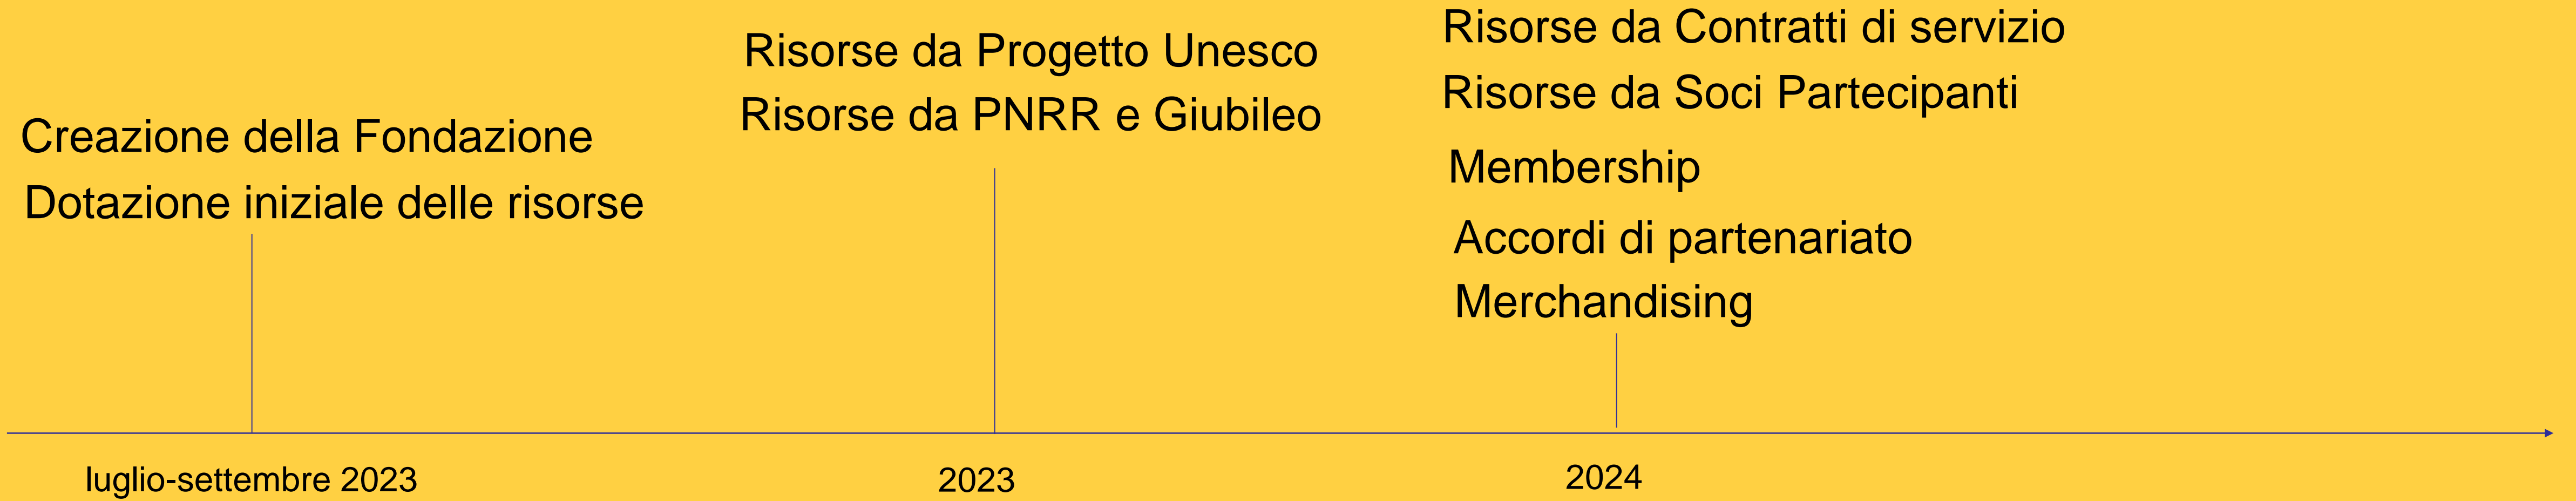 Creazione della Fondazione
Dotazione iniziale delle risorse
luglio-settembre 2023
Risorse da Progetto Unesco
Risorse da PNRR e Giubileo
2023
Risorse da Contratti di servizio
Risorse da Soci Partecipanti
Membership
Accordi di partenariato
Merchandising
2024